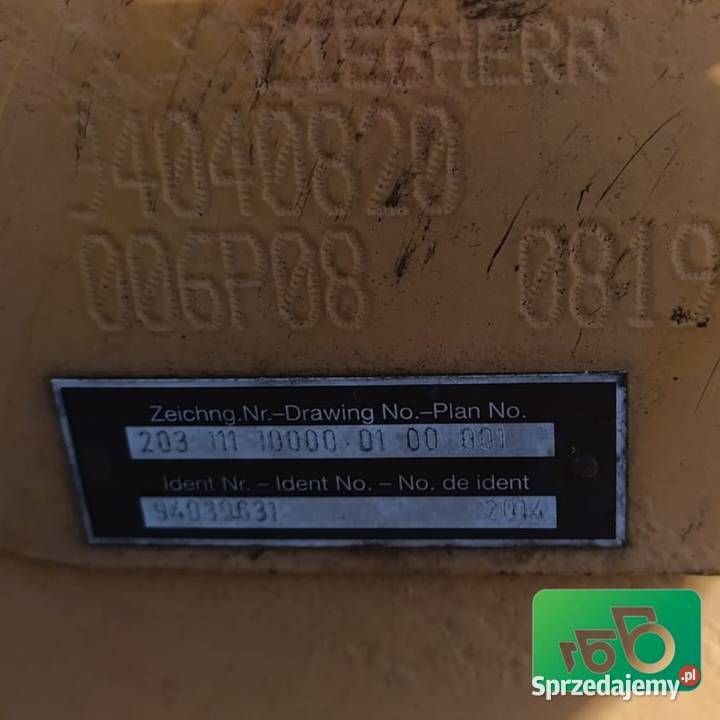 LIEBHERR
94040820
006P08 0819
Zeichng.Nr.–Drawing No.–Plan No.
203 111 10000-01 00 001
Ident Nr. – Ident No. – No. de ident
94039631 2014
Sprzedajemy.pl